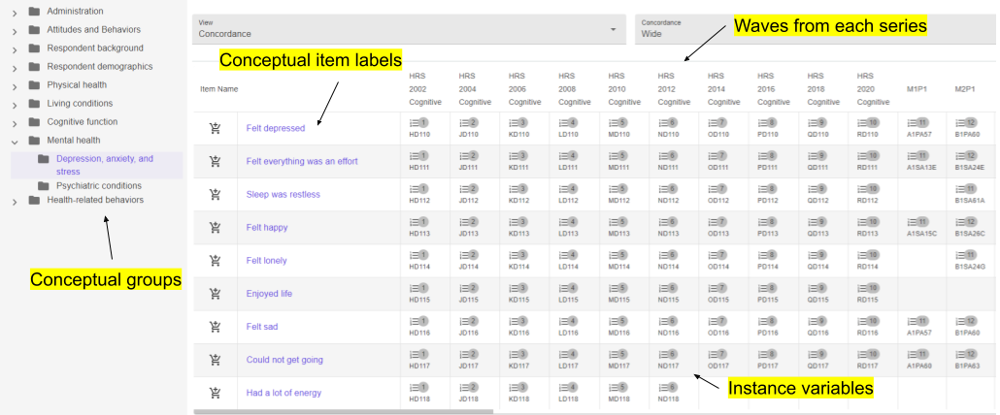 Administration
Attitudes and Behaviors
Respondent background
Respondent demographics
Physical health
Living conditions
Cognitive function
Mental health
Depression, anxiety, and
stress
Psychiatric conditions
Health-related behaviors
Conceptual groups
View
Concordance
Concordance
Wide
Waves from each series
Conceptual item labels
Item Name
HRS 2002 Cognitive
HRS 2004 Cognitive
HRS 2006 Cognitive
HRS 2008 Cognitive
HRS 2010 Cognitive
HRS 2012 Cognitive
HRS 2014 Cognitive
HRS 2016 Cognitive
HRS 2018 Cognitive
HRS 2020 Cognitive
M1P1
M2P1
Felt depressed
1 2 3 4 5 6 7 8 9 10 11 12
HD110 JD110 KD110 LD110 MD110 ND110 OD110 PD110 QD110 RD110 A1PA57 B1PA60
Felt everything was an effort
1 2 3 4 5 6 7 8 9 10 11 12
HD111 JD111 KD111 LD111 MD111 ND111 OD111 PD111 QD111 RD111 A1SA13E B1SA24E
Sleep was restless
1 2 3 4 5 6 7 8 9 10 11
HD112 JD112 KD112 LD112 MD112 ND112 OD112 PD112 QD112 RD112 B1SA61A
Felt happy
1 2 3 4 5 6 7 8 9 10 11 12
HD113 JD113 KD113 LD113 MD113 ND113 OD113 PD113 QD113 RD113 A1SA15C B1SA26C
Felt lonely
1 2 3 4 5 6 7 8 9 10 11
HD114 JD114 KD114 LD114 MD114 ND114 OD114 PD114 QD114 RD114 B1SA24G
Enjoyed life
1 2 3 4 5 6 7 8 9 10
HD115 JD115 KD115 LD115 MD115 ND115 OD115 PD115 QD115 RD115
Felt sad
1 2 3 4 5 6 7 8 9 10 11 12
HD116 JD116 KD116 LD116 MD116 ND116 OD116 PD116 QD116 RD116 A1PA57 B1PA60
Could not get going
1 2 3 4 5 6 7 8 9 10 11 12
HD117 JD117 KD117 LD117 MD117 ND117 OD117 PD117 QD117 RD117 A1PA60 B1PA63
Had a lot of energy
1 2 3 4 5 6
HD118 JD118 KD118 LD118 MD118 ND118
Instance variables